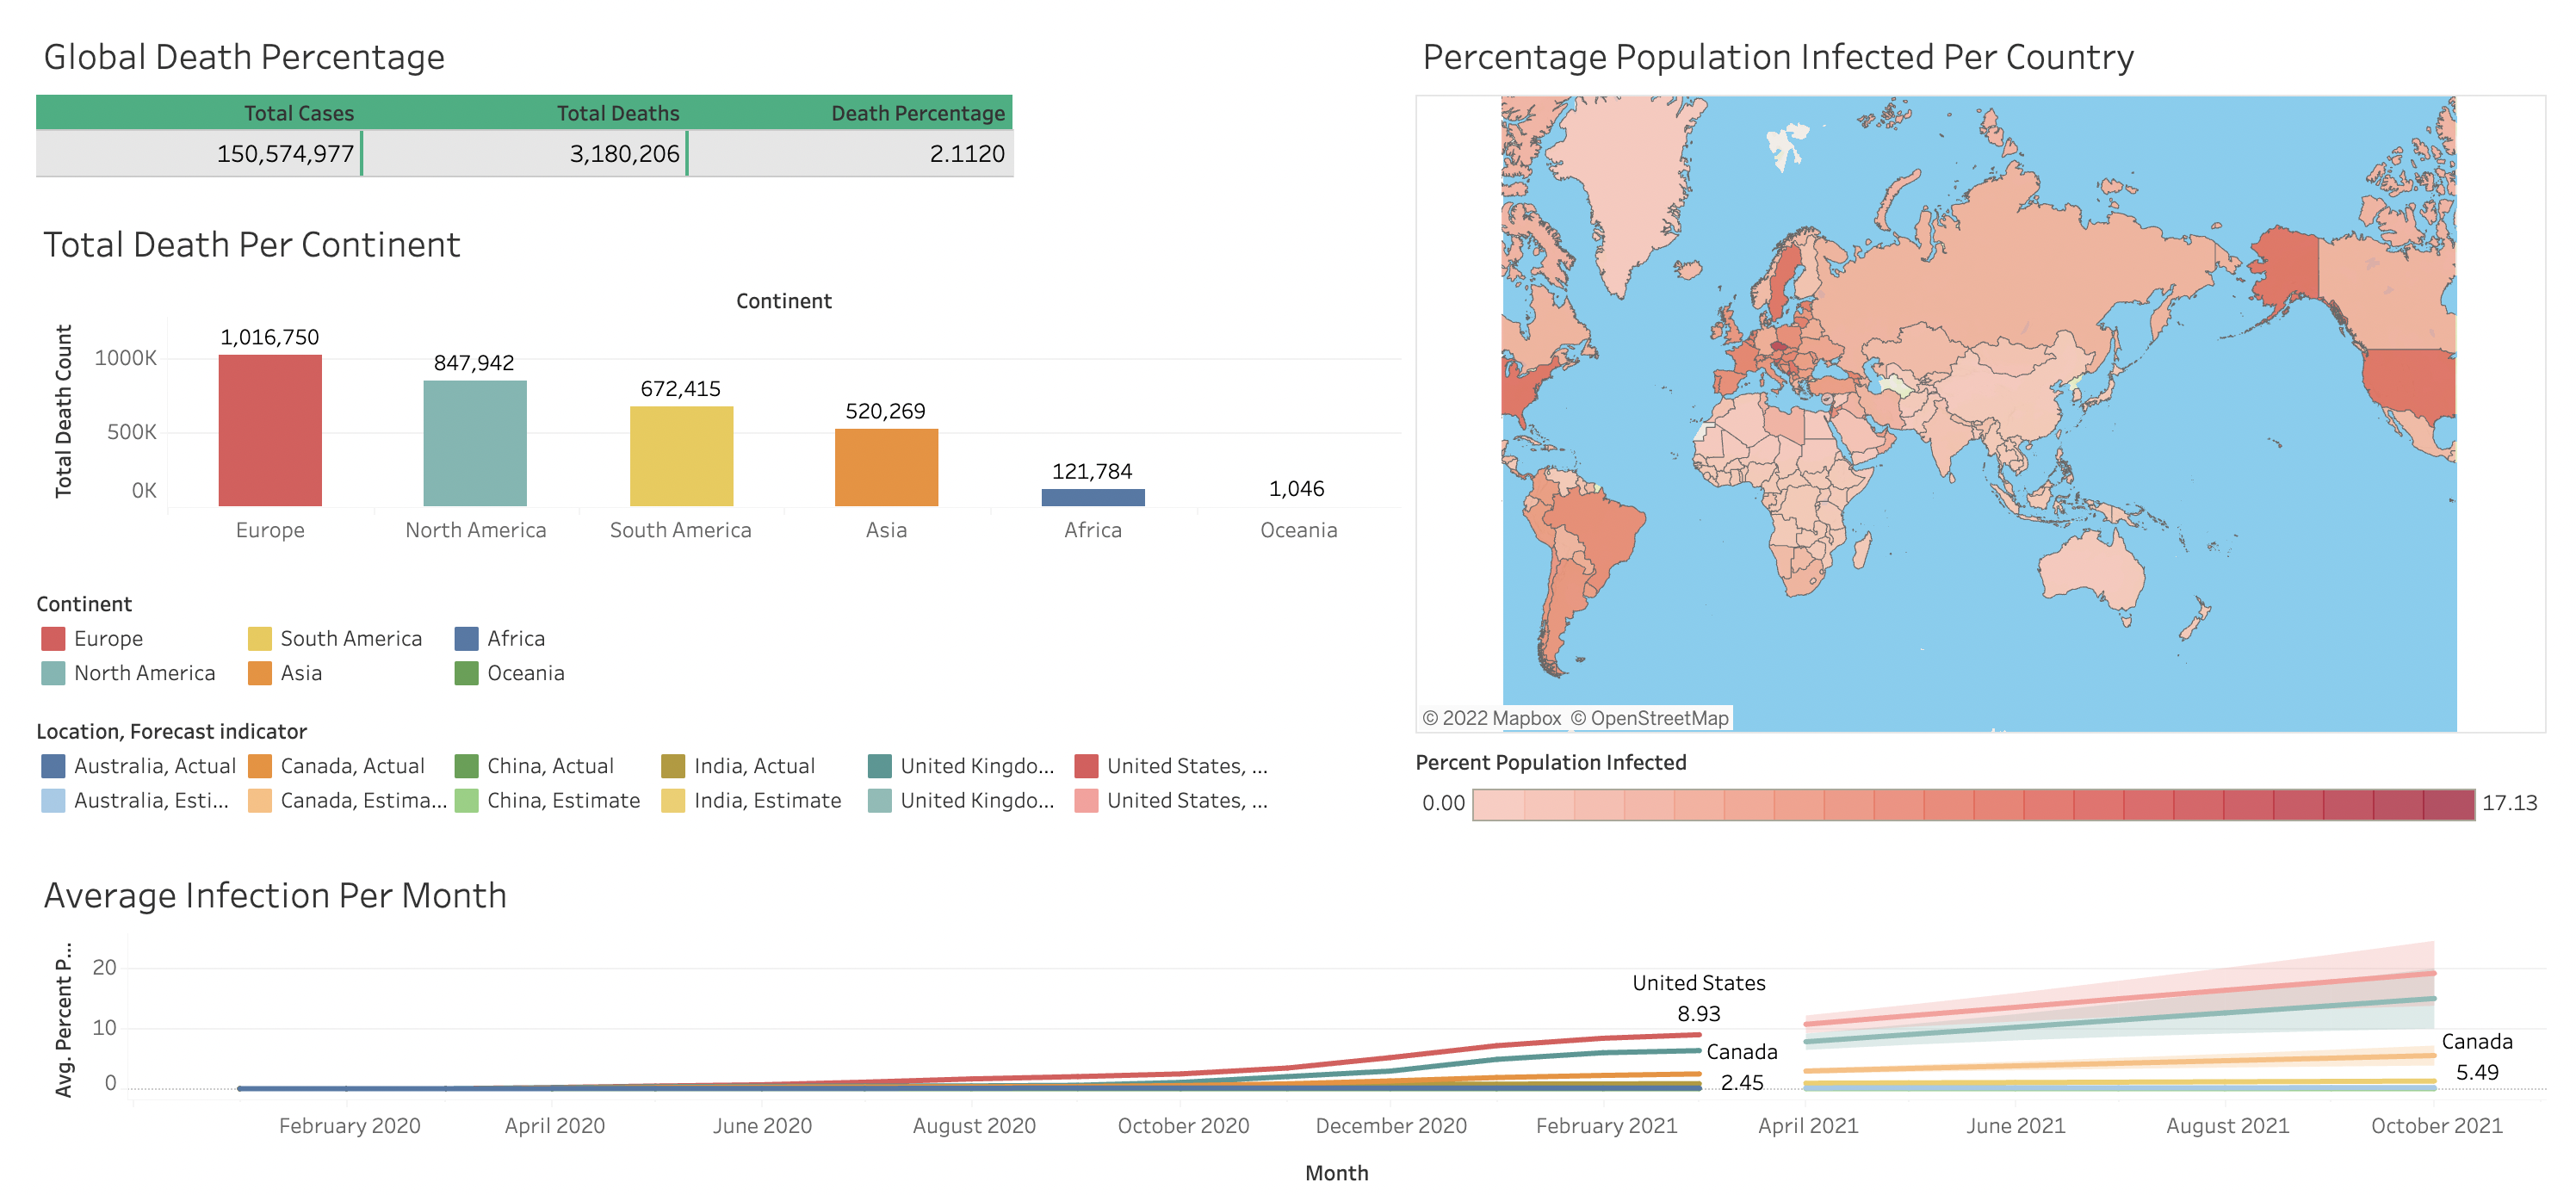 Global Death Percentage
Total Cases Total Deaths Death Percentage
150,574,977 3,180,206 2.1120
Total Death Per Continent
Continent
Total Death Count
1000K
500K
0K
1,016,750
847,942
672,415
520,269
121,784
1,046
Europe North America South America Asia Africa Oceania
Continent
Europe South America Africa
North America Asia Oceania
Location, Forecast indicator
Australia, Actual Canada, Actual China, Actual India, Actual United Kingdo... United States, ...
Australia, Esti... Canada, Estima... China, Estimate India, Estimate United Kingdo... United States, ...
Percentage Population Infected Per Country
© 2022 Mapbox © OpenStreetMap
Percent Population Infected
0.00 17.13
Average Infection Per Month
Avg. Percent P...
20
10
0
United States
8.93
Canada
2.45
Canada
5.49
February 2020 April 2020 June 2020 August 2020 October 2020 December 2020 February 2021 April 2021 June 2021 August 2021 October 2021
Month